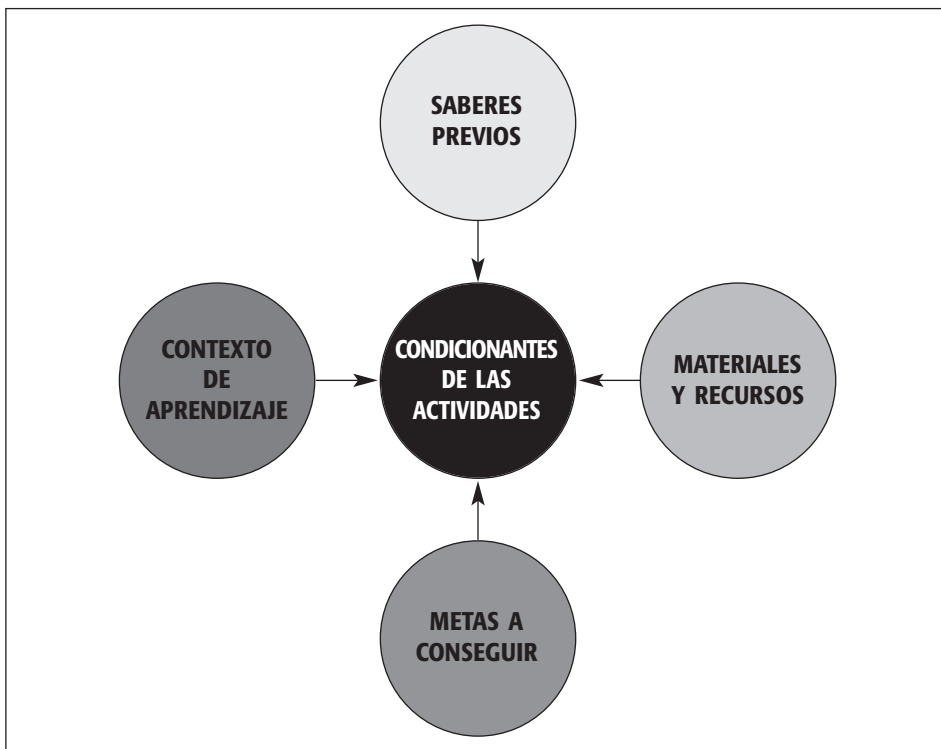 SABERES
PREVIOS
CONTEXTO
DE
APRENDIZAJE
CONDICIONANTES
DE LAS
ACTIVIDADES
MATERIALES
Y RECURSOS
METAS A
CONSEGUIR